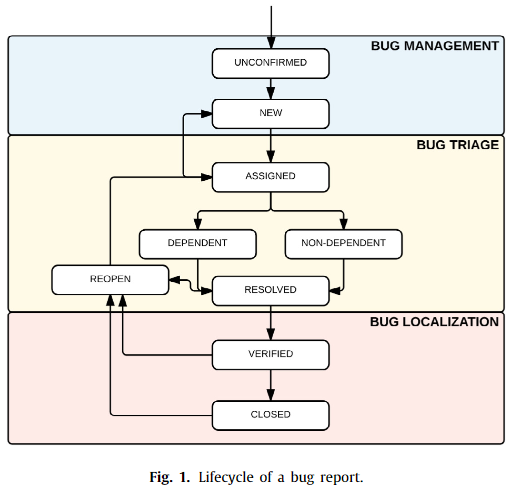 BUG MANAGEMENT
UNCONFIRMED
NEW
BUG TRIAGE
ASSIGNED
DEPENDENT
NON-DEPENDENT
REOPEN
RESOLVED
BUG LOCALIZATION
VERIFIED
CLOSED
Fig. 1. Lifecycle of a bug report.